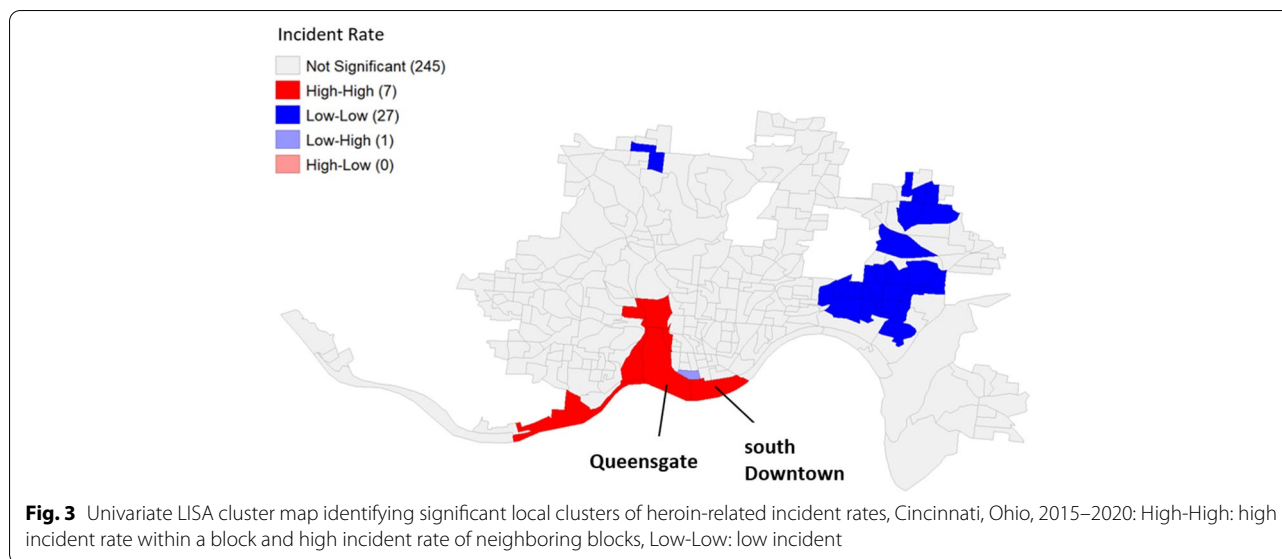 Incident Rate
Not Significant (245)
High-High (7)
Low-Low (27)
Low-High (1)
High-Low (0)
Queensgate
south
Downtown
Fig. 3 Univariate LISA cluster map identifying significant local clusters of heroin-related incident rates, Cincinnati, Ohio, 2015–2020: High-High: high
incident rate within a block and high incident rate of neighboring blocks, Low-Low: low incident